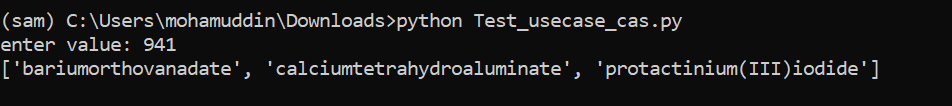 (sam) C:\Users\mohamuddin\Downloads>python Test_usecase_cas.py
enter value: 941
['bariumorthovanadate', 'calciumtetrahydroaluminate', 'protactinium(III)iodide']